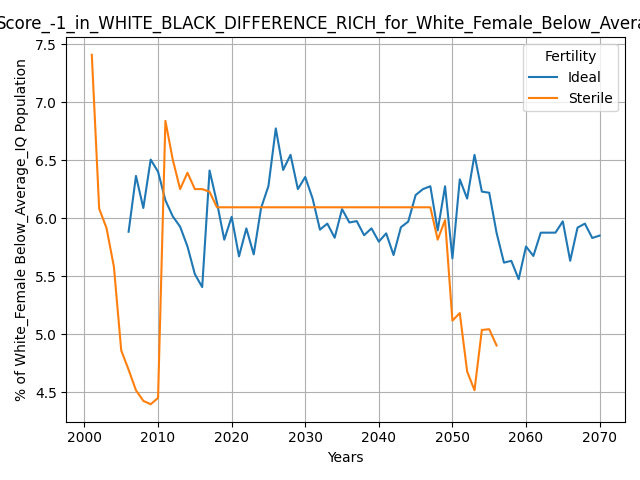 Score_-1_in_WHITE_BLACK_DIFFERENCE_RICH_for_White_Female_Below_Avera
% of White_Female Below_Average_IQ Population
7.5
7.0
6.5
6.0
5.5
5.0
4.5
Fertility
Ideal
Sterile
2000 2010 2020 2030 2040 2050 2060 2070
Years